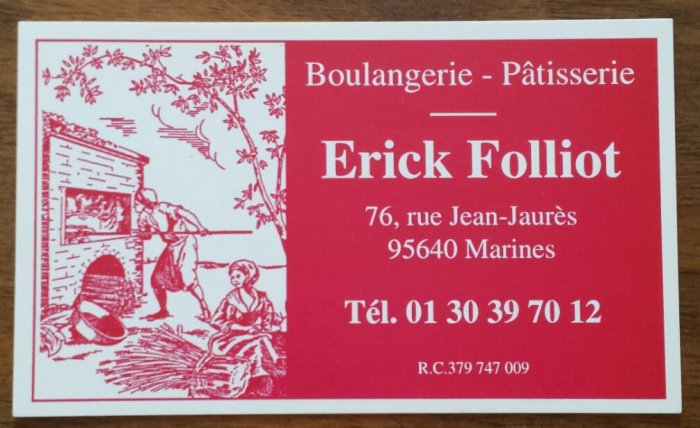 Boulangerie - Pâtisserie
Erick Folliot
76, rue Jean-Jaurès
95640 Marines
Tél. 01 30 39 70 12
R.C.379 747 009